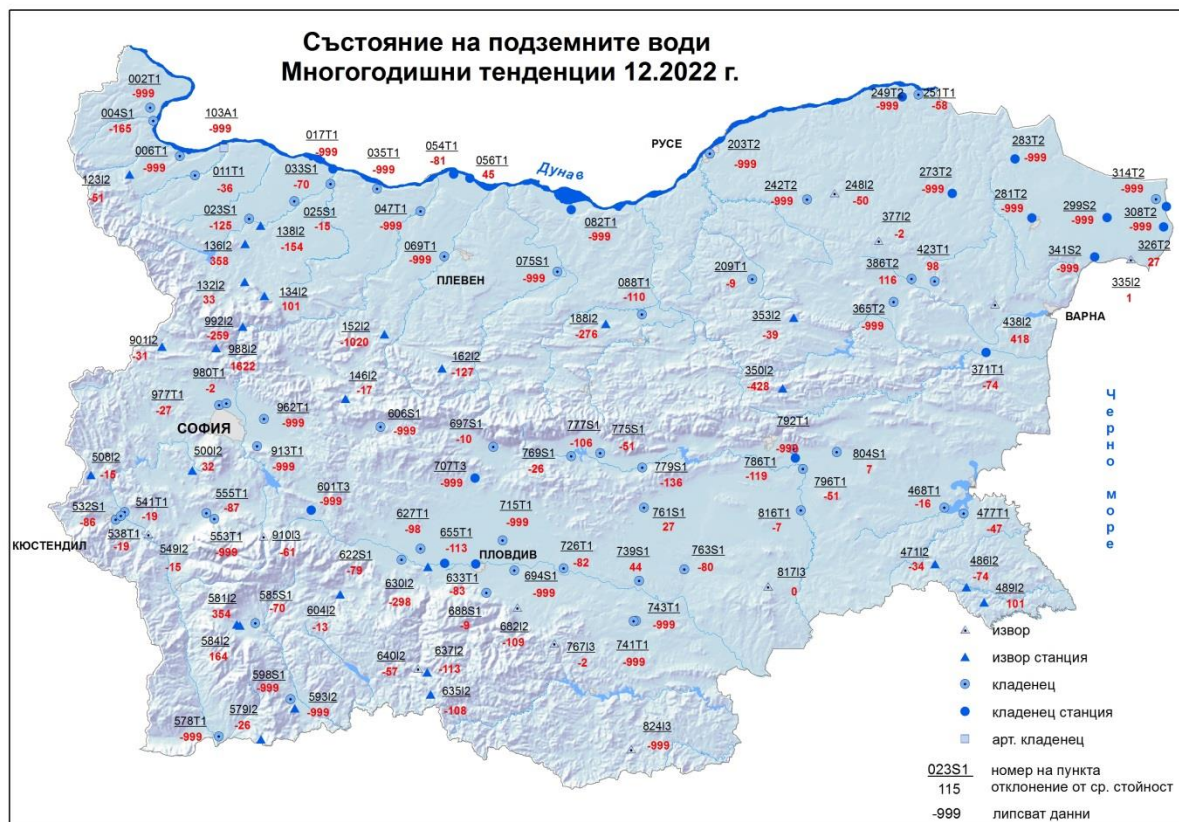 Състояние на подземните води
Многогодишни тенденции 12.2022 г.
002T1
-999
004S1
-165
103A1
-999
006T1
-999
011T1
-36
123I2
-51
017T1
-999
033S1
-70
035T1
-999
054T1
-81
056T1
45
Дунав
РУСЕ
203T2
-999
249T2
-999
251T1
-58
283T2
-999
273T2
-999
242T2
-999
248I2
-50
281T2
-999
299S2
-999
314T2
-999
308T2
-999
326T2
27
023S1
-125
025S1
-15
138I2
-154
136I2
358
047T1
-999
082T1
-999
069T1
-999
ПЛЕВЕН
075S1
-999
377I2
-2
423T1
98
386T2
116
341S2
-999
335I2
1
132I2
33
134I2
101
088T1
-110
209T1
-9
365T2
-999
ВАРНА
438I2
418
992I2
-259
152I2
-1020
188I2
-276
353I2
-39
901I2
-31
988I2
1622
162I2
-127
350I2
-428
371T1
-74
980T1
-2
977T1
-27
146I2
-17
962T1
-999
606S1
-999
СОФИЯ
697S1
-10
777S1
-106
775S1
-51
792T1
-999
913T1
-999
500I2
32
508I2
-15
769S1
-26
707T3
-999
779S1
-136
786T1
-119
804S1
7
796T1
-51
Черно море
532S1
-86
541T1
-19
555T1
-87
601T3
-999
715T1
-999
761S1
27
816T1
-7
468T1
-16
477T1
-47
КЮСТЕНДИЛ
538T1
-19
549I2
-15
553T1
-999
910I3
-61
627T1
-98
655T1
-113
ПЛОВДИВ
726T1
-82
739S1
44
763S1
-80
622S1
-79
630I2
-298
633T1
-83
694S1
-999
817I3
0
471I2
-34
486I2
-74
489I2
101
581I2
354
585S1
-70
604I2
-13
688S1
-9
682I2
-109
743T1
-999
584I2
164
640I2
-57
637I2
-113
767I3
-2
741T1
-999
598S1
-999
593I2
-999
635I2
-108
578T1
-999
579I2
-26
824I3
-999
извор
извор станция
кладенец
кладенец станция
арт. кладенец
023S1 номер на пункта
115 отклонение от ср. стойност
-999 липсват данни